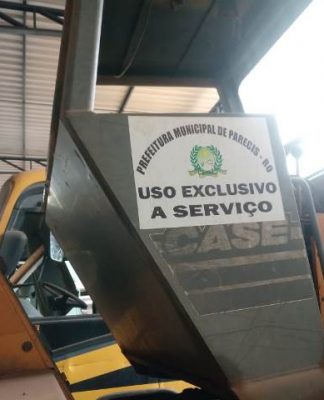 PREFEITURA MUNICIPAL DE PARECIS - RO
USO EXCLUSIVO
A SERVIÇO
CASE